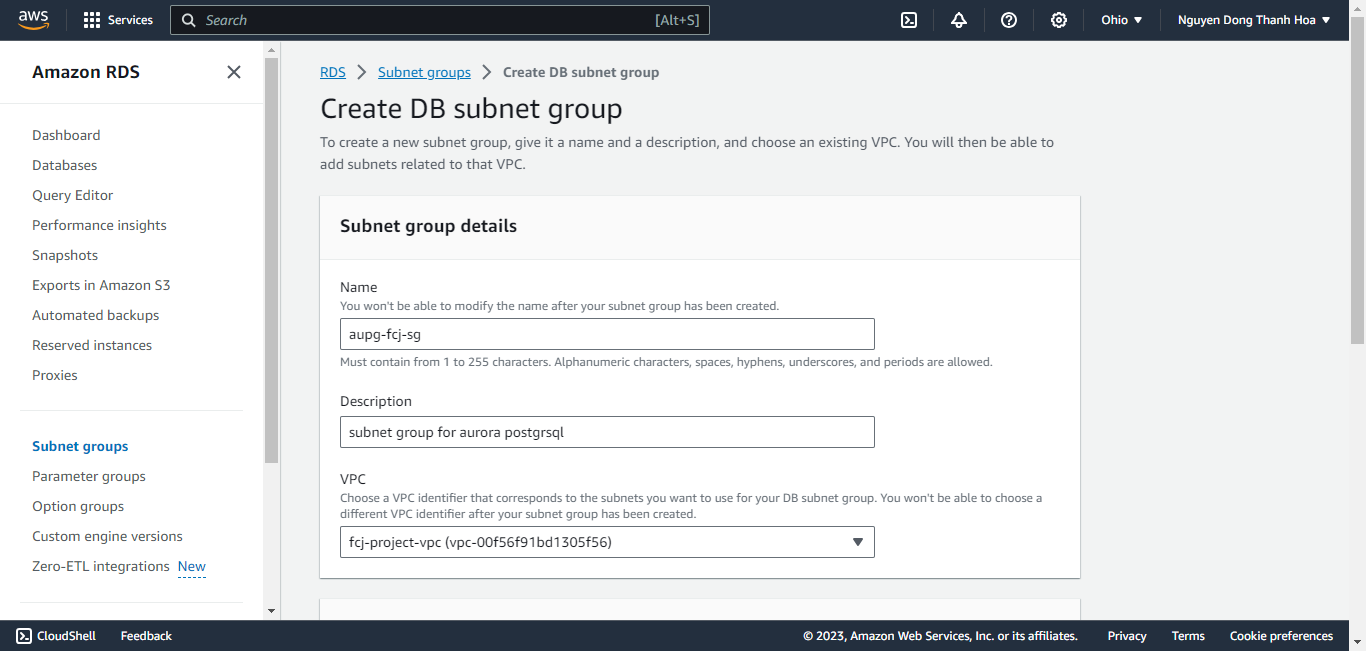 aws
Services
Search
[Alt+S]
Ohio
Nguyen Dong Thanh Hoa
Amazon RDS
Dashboard
Databases
Query Editor
Performance insights
Snapshots
Exports in Amazon S3
Automated backups
Reserved instances
Proxies
Subnet groups
Parameter groups
Option groups
Custom engine versions
Zero-ETL integrations New
RDS Subnet groups Create DB subnet group
Create DB subnet group
To create a new subnet group, give it a name and a description, and choose an existing VPC. You will then be able to
add subnets related to that VPC.
Subnet group details
Name
You won't be able to modify the name after your subnet group has been created.
aupg-fcj-sg
Must contain from 1 to 255 characters. Alphanumeric characters, spaces, hyphens, underscores, and periods are allowed.
Description
subnet group for aurora postgrsql
VPC
Choose a VPC identifier that corresponds to the subnets you want to use for your DB subnet group. You won't be able to choose a
different VPC identifier after your subnet group has been created.
fcj-project-vpc (vpc-00f56f91bd1305f56)
CloudShell
Feedback
© 2023, Amazon Web Services, Inc. or its affiliates.
Privacy
Terms
Cookie preferences